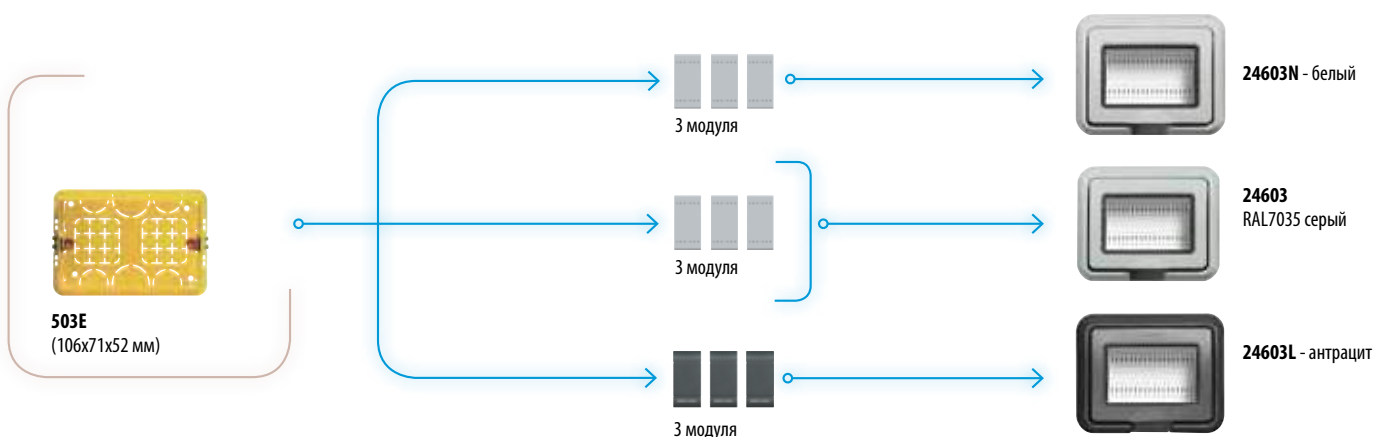 503E
(106x71x52 мм)
3 модуля
24603N - белый
3 модуля
24603
RAL7035 серый
3 модуля
24603L - антрацит